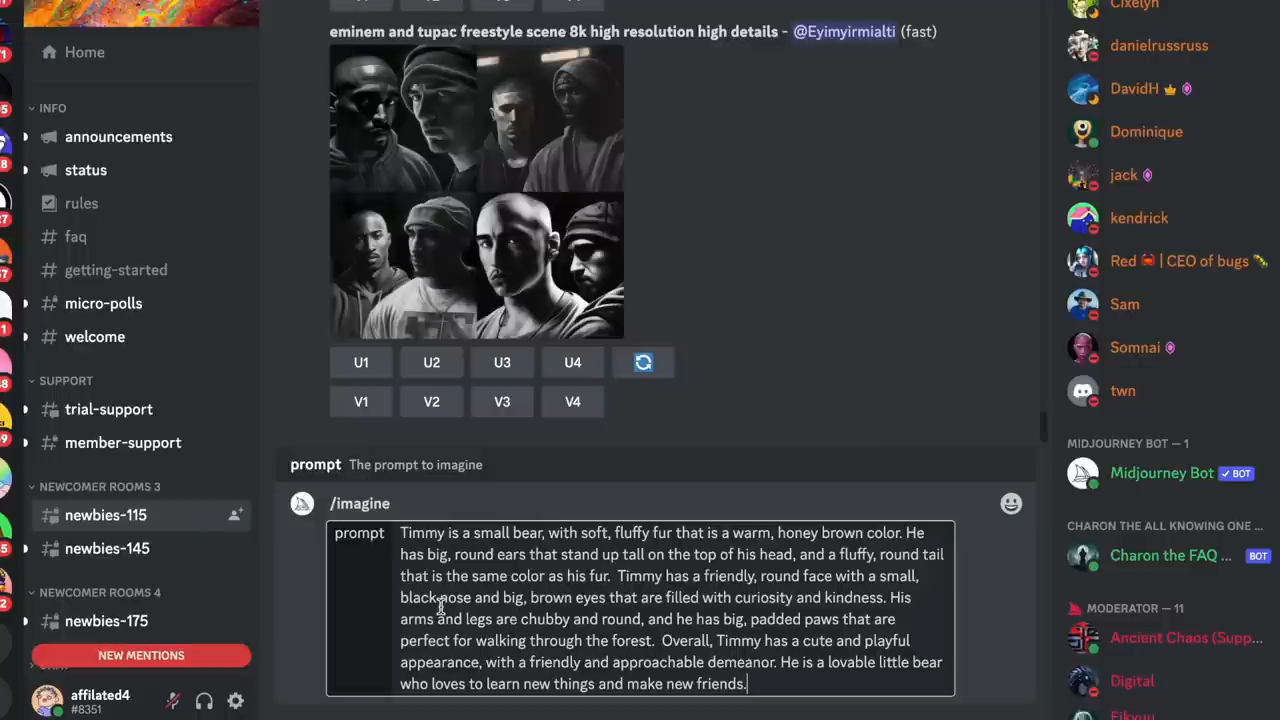 Home
INFO
announcements
status
rules
faq
getting-started
micro-polls
welcome
SUPPORT
trial-support
member-support
NEWCOMER ROOMS 3
newbies-115
newbies-145
NEWCOMER ROOMS 4
newbies-175
NEW MENTIONS
affilated4
#8351
eminem and tupac freestyle scene 8k high resolution high details - @Eyimyirmialti (fast)
U1 U2 U3 U4
V1 V2 V3 V4
prompt The prompt to imagine
/imagine
prompt Timmy is a small bear, with soft, fluffy fur that is a warm, honey brown color. He
has big, round ears that stand up tall on the top of his head, and a fluffy, round tail
that is the same color as his fur. Timmy has a friendly, round face with a small,
black nose and big, brown eyes that are filled with curiosity and kindness. His
arms and legs are chubby and round, and he has big, padded paws that are
perfect for walking through the forest. Overall, Timmy has a cute and playful
appearance, with a friendly and approachable demeanor. He is a lovable little bear
who loves to learn new things and make new friends.
Cixelyn
danielrussruss
DavidH
Dominique
jack
kendrick
Red 🦀 | CEO of bugs 🐛
Sam
Somnai
twn
MIDJOURNEY BOT — 1
Midjourney Bot ✓ BOT
CHARON THE ALL KNOWING ONE ...
Charon the FAQ ... BOT
MODERATOR — 11
Ancient Chaos (Supp...
Digital